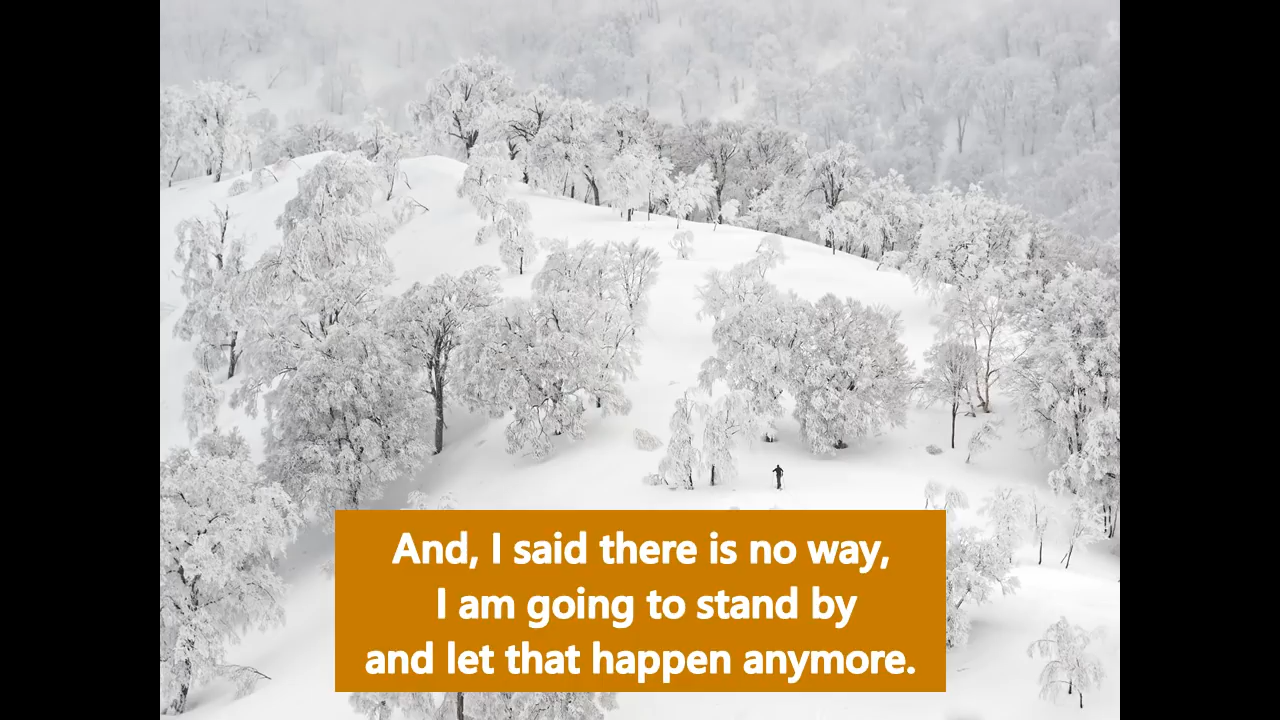 And, I said there is no way,
I am going to stand by
and let that happen anymore.